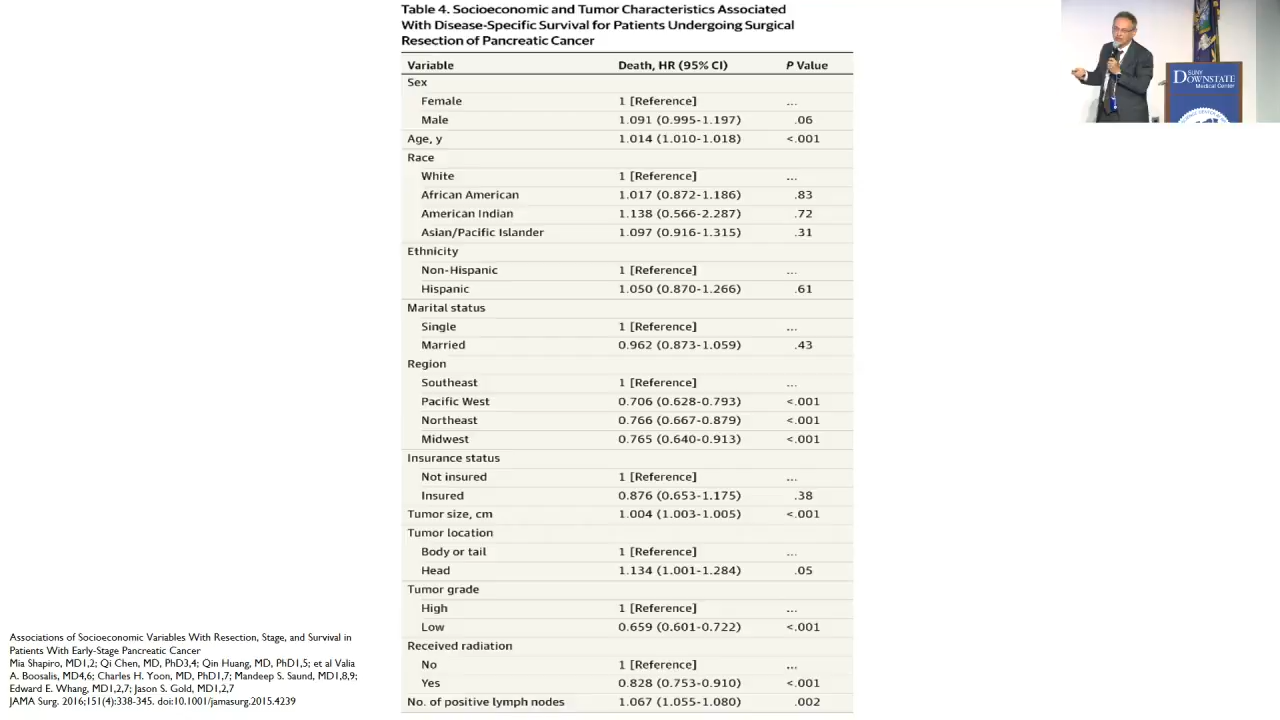 Table 4. Socioeconomic and Tumor Characteristics Associated
With Disease-Specific Survival for Patients Undergoing Surgical
Resection of Pancreatic Cancer
Variable Death, HR (95% CI) P Value
Sex
Female 1 [Reference] ...
Male 1.091 (0.995-1.197) .06
Age, y 1.014 (1.010-1.018) <.001
Race
White 1 [Reference] ...
African American 1.017 (0.872-1.186) .83
American Indian 1.138 (0.566-2.287) .72
Asian/Pacific Islander 1.097 (0.916-1.315) .31
Ethnicity
Non-Hispanic 1 [Reference] ...
Hispanic 1.050 (0.870-1.266) .61
Marital status
Single 1 [Reference] ...
Married 0.962 (0.873-1.059) .43
Region
Southeast 1 [Reference] ...
Pacific West 0.706 (0.628-0.793) <.001
Northeast 0.766 (0.667-0.879) <.001
Midwest 0.765 (0.640-0.913) <.001
Insurance status
Not insured 1 [Reference] ...
Insured 0.876 (0.653-1.175) .38
Tumor size, cm 1.004 (1.003-1.005) <.001
Tumor location
Body or tail 1 [Reference] ...
Head 1.134 (1.001-1.284) .05
Tumor grade
High 1 [Reference] ...
Low 0.659 (0.601-0.722) <.001
Received radiation
No 1 [Reference] ...
Yes 0.828 (0.753-0.910) <.001
No. of positive lymph nodes 1.067 (1.055-1.080) .002
Associations of Socioeconomic Variables With Resection, Stage, and Survival in
Patients With Early-Stage Pancreatic Cancer
Mia Shapiro, MD1,2; Qi Chen, MD, PhD3,4; Qin Huang, MD, PhD1,5; et al Valia
A. Boosalis, MD4,6; Charles H. Yoon, MD, PhD1,7; Mandeep S. Saund, MD1,8,9;
Edward E. Whang, MD1,2,7; Jason S. Gold, MD1,2,7
JAMA Surg. 2016;151(4):338-345. doi:10.1001/jamasurg.2015.4239
SUNY
DOWNSTATE
Medical Center